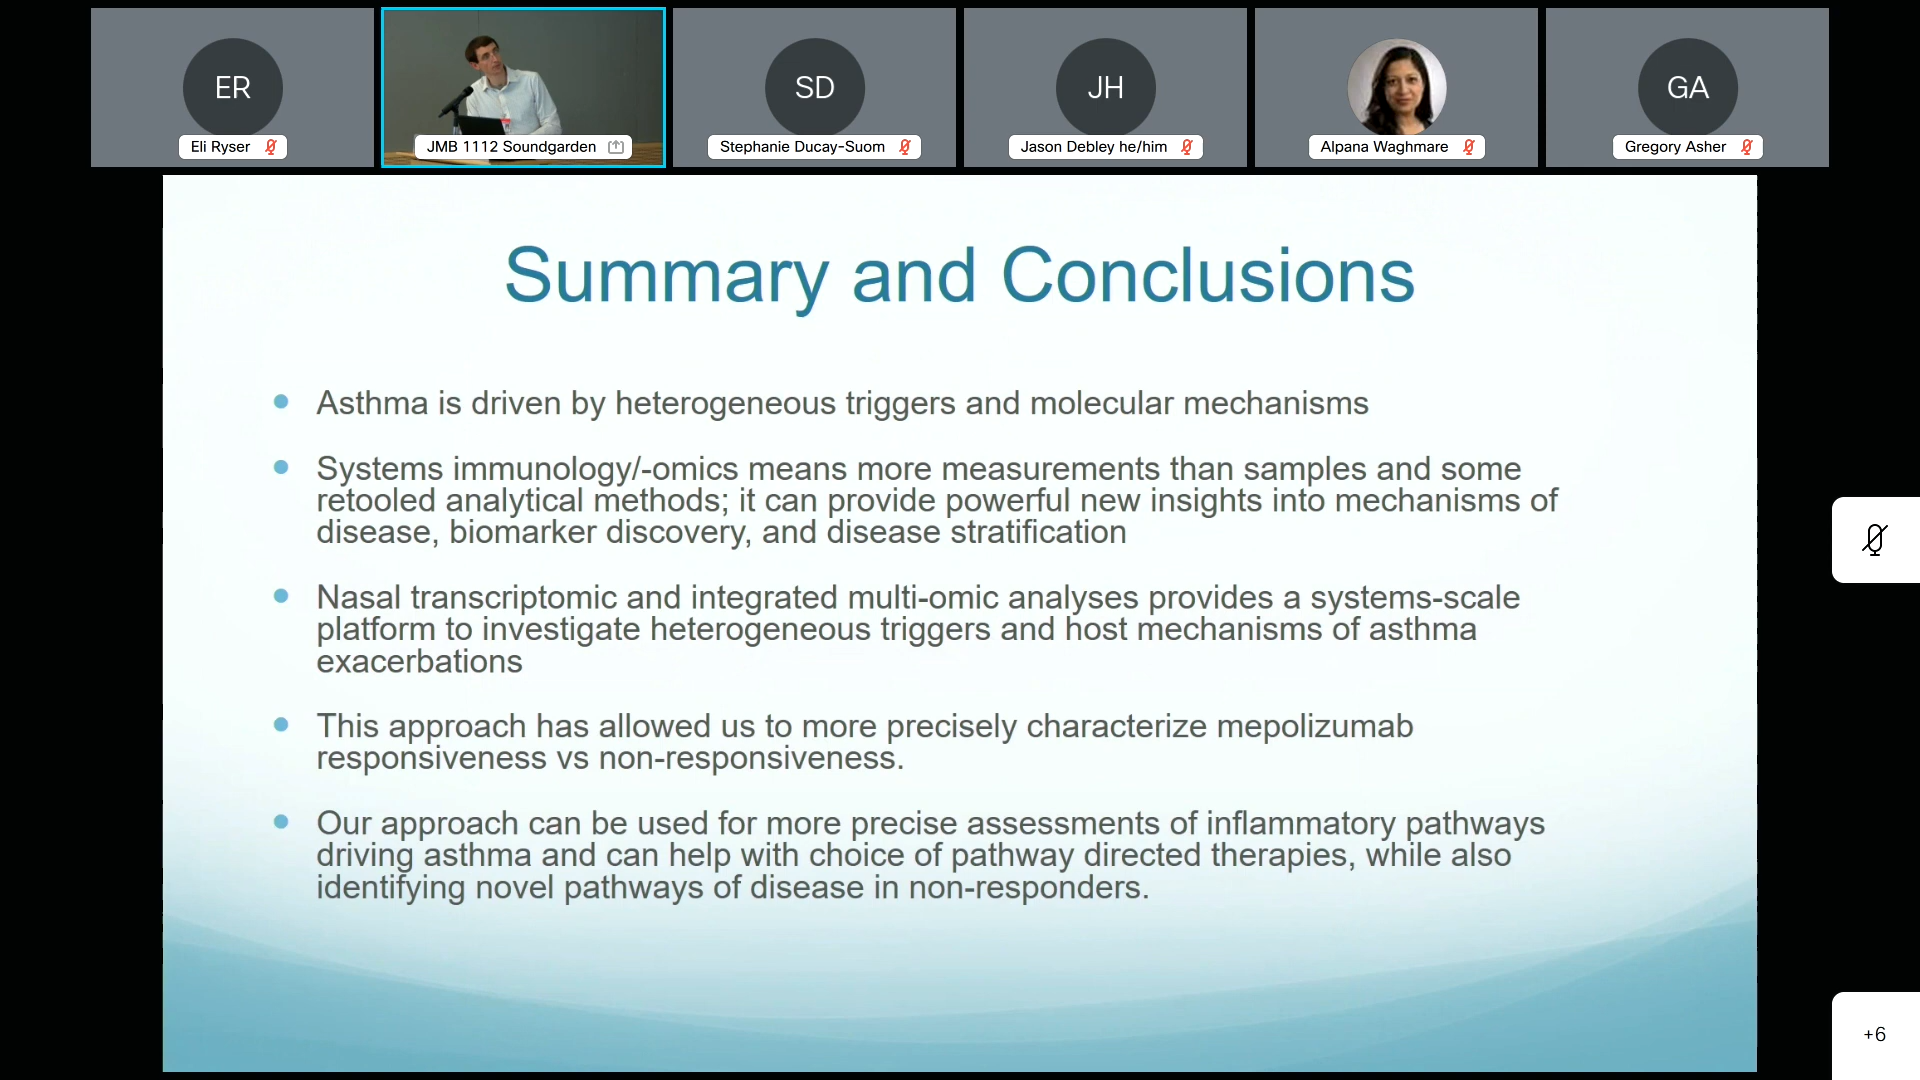 ER
SD
JH
GA
Eli Ryser
JMB 1112 Soundgarden
Stephanie Ducay-Suom
Jason Debley he/him
Alpana Waghmare
Gregory Asher
Summary and Conclusions
Asthma is driven by heterogeneous triggers and molecular mechanisms
Systems immunology/-omics means more measurements than samples and some
retooled analytical methods; it can provide powerful new insights into mechanisms of
disease, biomarker discovery, and disease stratification
Nasal transcriptomic and integrated multi-omic analyses provides a systems-scale
platform to investigate heterogeneous triggers and host mechanisms of asthma
exacerbations
This approach has allowed us to more precisely characterize mepolizumab
responsiveness vs non-responsiveness.
Our approach can be used for more precise assessments of inflammatory pathways
driving asthma and can help with choice of pathway directed therapies, while also
identifying novel pathways of disease in non-responders.
+6